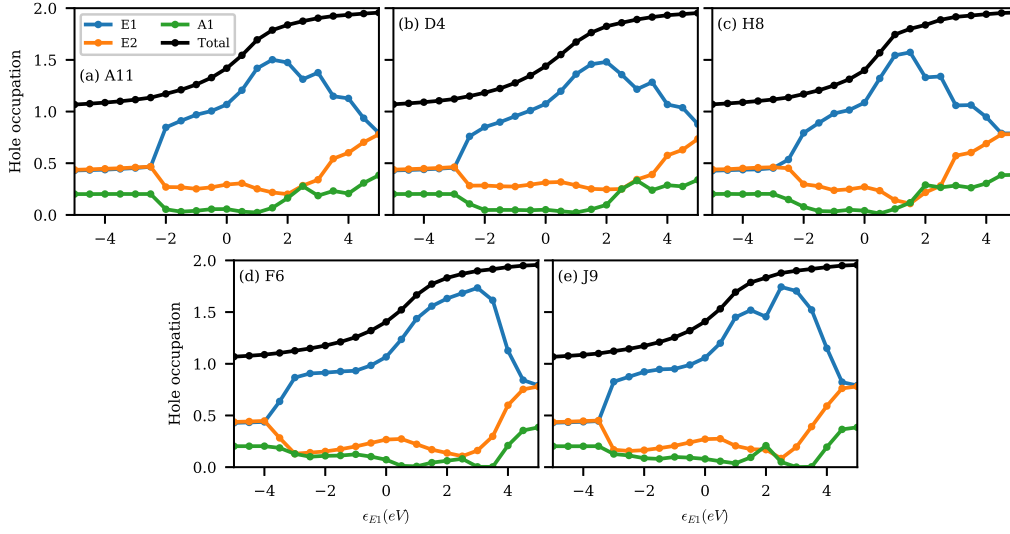 E1 A1
E2 Total
(a) A11
(b) D4
(c) H8
Hole occupation
2.0
1.5
1.0
0.5
0.0
−4 −2 0 2 4
−4 −2 0 2 4
−4 −2 0 2 4
(d) F6
(e) J9
Hole occupation
2.0
1.5
1.0
0.5
0.0
−4 −2 0 2 4
−4 −2 0 2 4
ϵE1(eV)
ϵE1(eV)